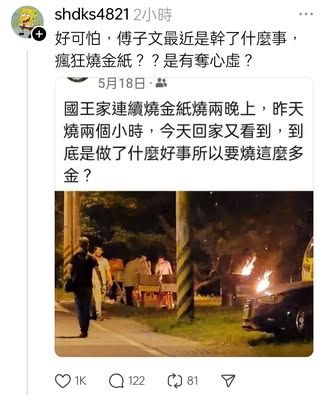 shdks4821 2小時
好可怕，傅子文最近是幹了什麼事，
瘋狂燒金紙？？是有奪心虛？
5月18日 ·
國王家連續燒金紙燒兩晚上，昨天
燒兩個小時，今天回家又看到，到
底是做了什麼好事所以要燒這麼多
金？
1K 122 81